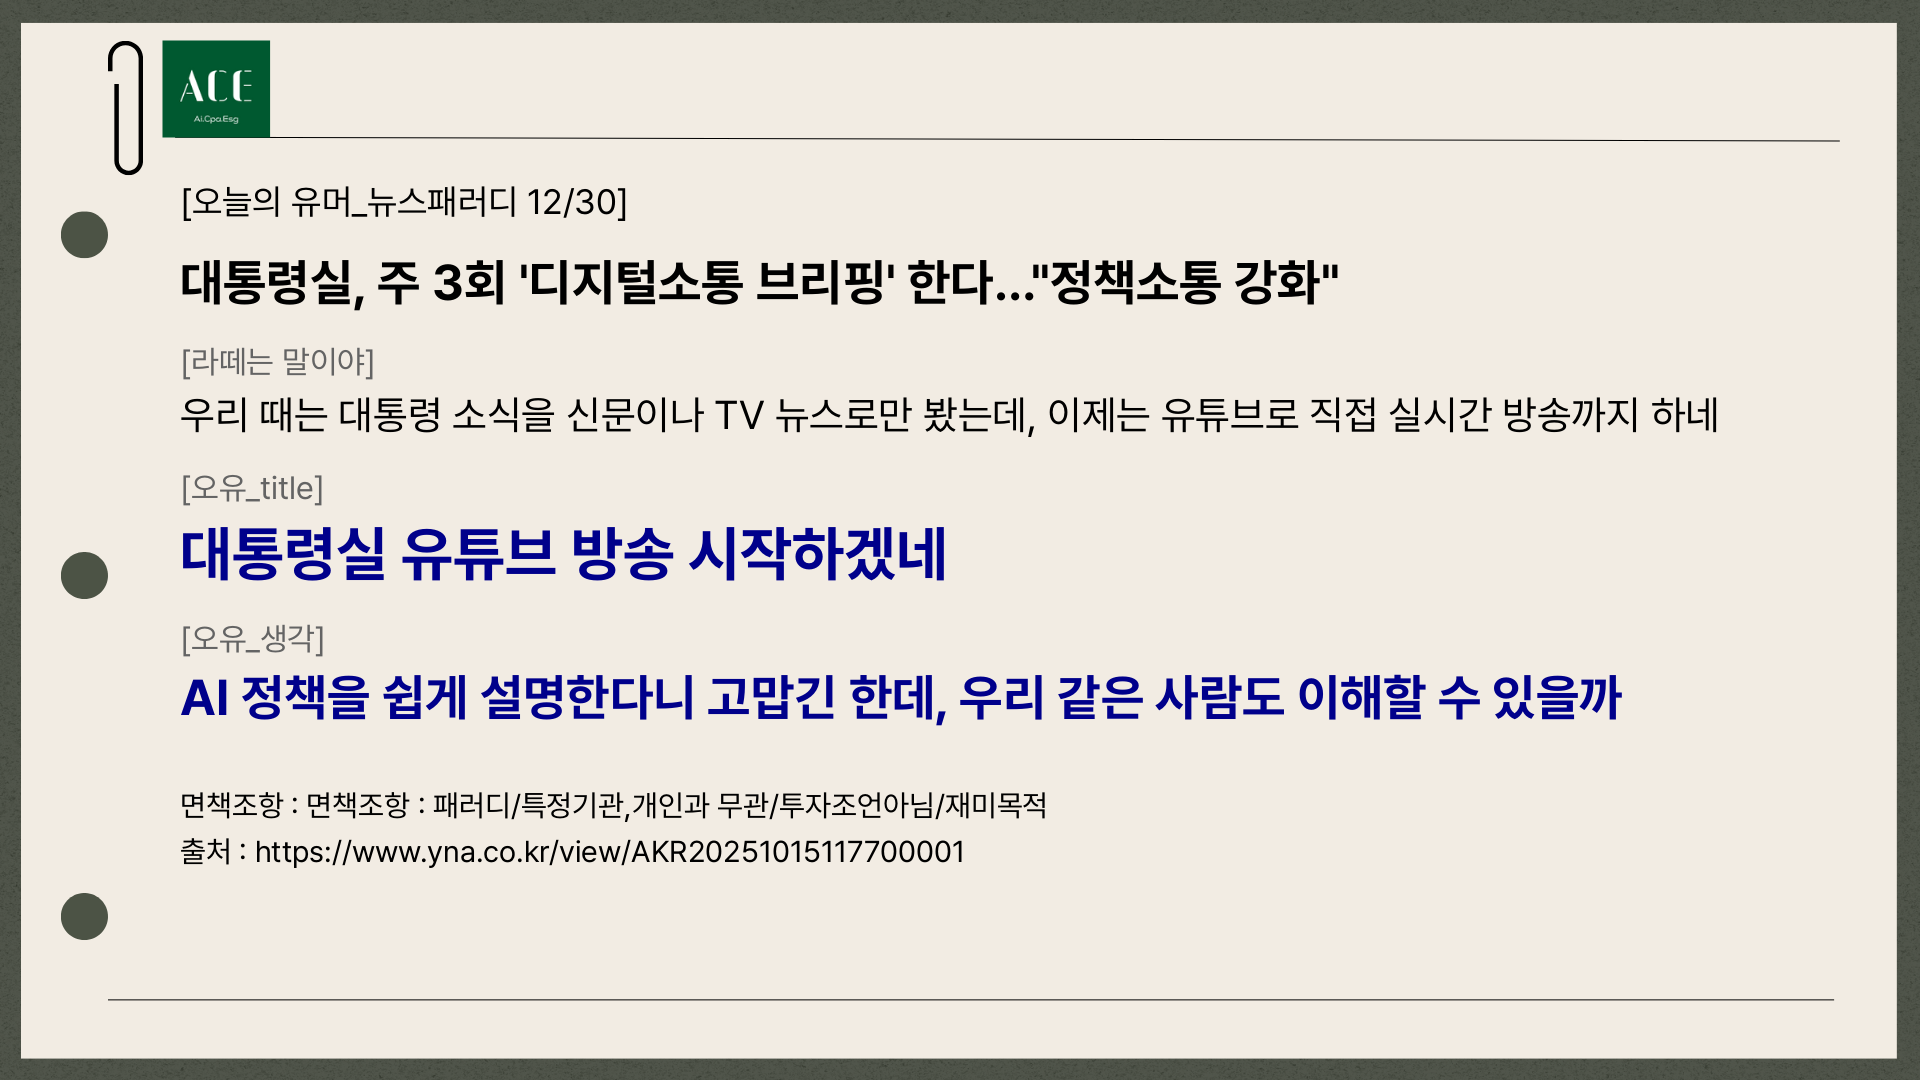 ACE
Ai.Cpa.Esg
[오늘의 유머_뉴스패러디 12/30]
대통령실, 주 3회 '디지털소통 브리핑' 한다..."정책소통 강화"
[라떼는 말이야]
우리 때는 대통령 소식을 신문이나 TV 뉴스로만 봤는데, 이제는 유튜브로 직접 실시간 방송까지 하네
[오유_title]
대통령실 유튜브 방송 시작하겠네
[오유_생각]
AI 정책을 쉽게 설명한다니 고맙긴 한데, 우리 같은 사람도 이해할 수 있을까
면책조항 : 면책조항 : 패러디/특정기관,개인과 무관/투자조언아님/재미목적
출처 : https://www.yna.co.kr/view/AKR20251015117700001